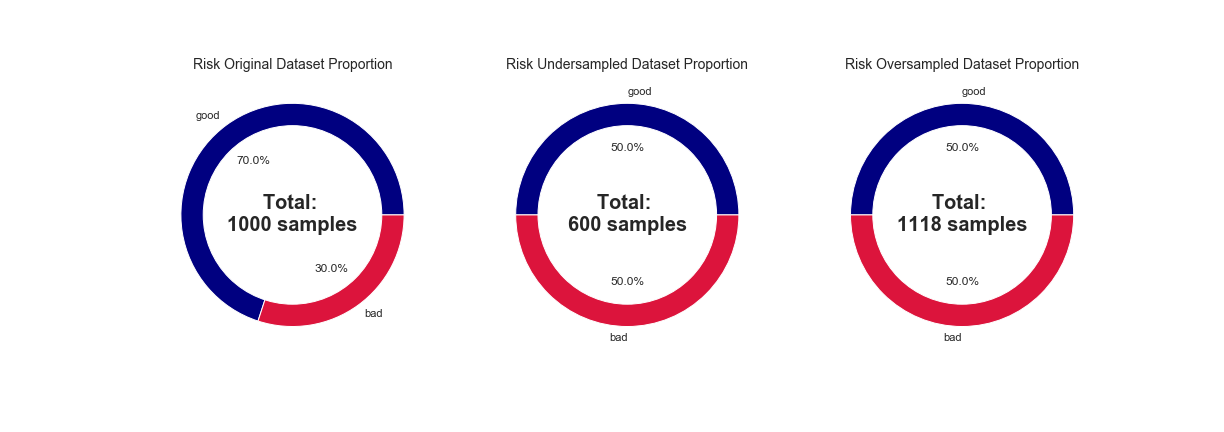 Risk Original Dataset Proportion
good
70.0%
Total:
1000 samples
30.0%
bad
Risk Undersampled Dataset Proportion
good
50.0%
Total:
600 samples
50.0%
bad
Risk Oversampled Dataset Proportion
good
50.0%
Total:
1118 samples
50.0%
bad